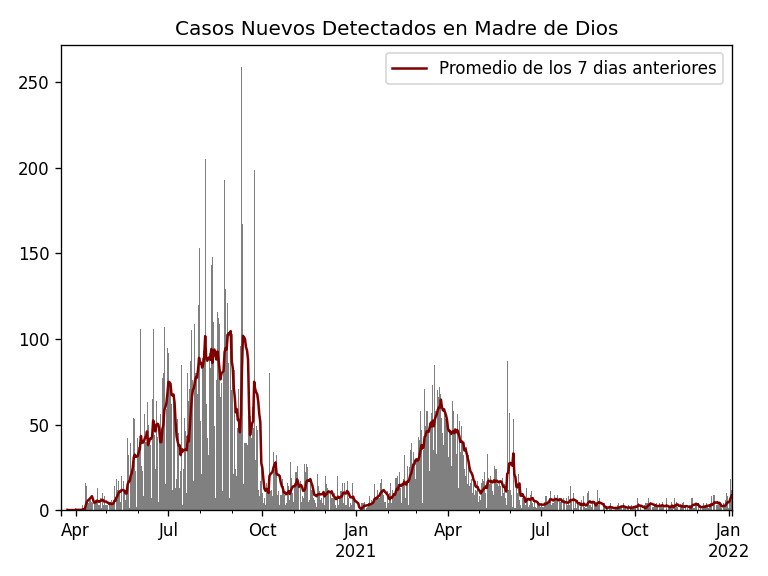 Casos Nuevos Detectados en Madre de Dios
Promedio de los 7 dias anteriores
250
200
150
100
50
0
Apr Jul Oct Jan Apr Jul Oct Jan
2021 2022